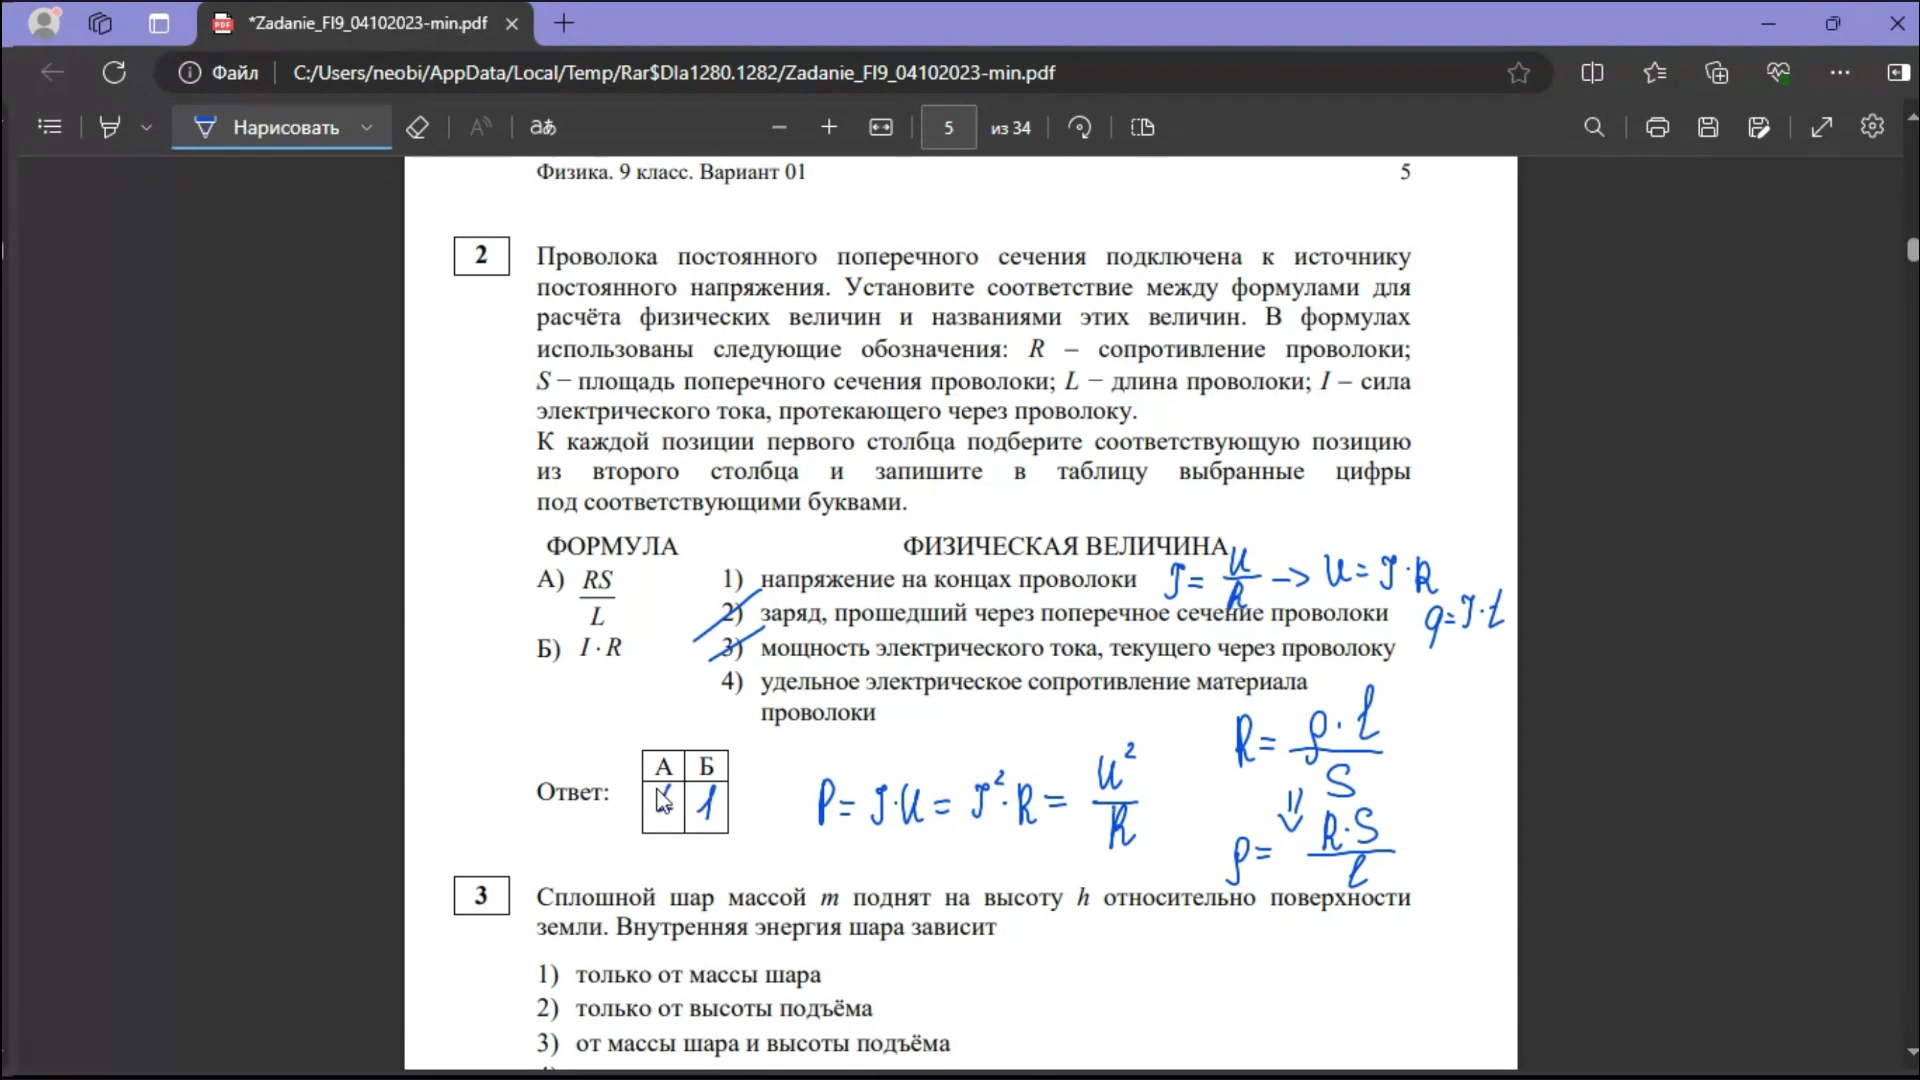 *Zadanie_FI9_04102023-min.pdf
Файл
C:/Users/neobi/AppData/Local/Temp/Rar$DIa1280.1282/Zadanie_FI9_04102023-min.pdf
Нарисовать
aあ
5 из 34
Физика. 9 класс. Вариант 01 5
2 Проволока постоянного поперечного сечения подключена к источнику
постоянного напряжения. Установите соответствие между формулами для
расчёта физических величин и названиями этих величин. В формулах
использованы следующие обозначения: R – сопротивление проволоки;
S – площадь поперечного сечения проволоки; L – длина проволоки; I – сила
электрического тока, протекающего через проволоку.
К каждой позиции первого столбца подберите соответствующую позицию
из второго столбца и запишите в таблицу выбранные цифры
под соответствующими буквами.
ФОРМУЛА ФИЗИЧЕСКАЯ ВЕЛИЧИНА
А) RS/L
Б) I · R
1) напряжение на концах проволоки I = U/R -> U = I · R
2) заряд, прошедший через поперечное сечение проволоки q = I · t
3) мощность электрического тока, текущего через проволоку
4) удельное электрическое сопротивление материала
проволоки
R = ρ · l / S
А Б
Ответ: 1
P = I · U = I² · R = U²/R
=> ρ = R · S / l
3 Сплошной шар массой m поднят на высоту h относительно поверхности
земли. Внутренняя энергия шара зависит
1) только от массы шара
2) только от высоты подъёма
3) от массы шара и высоты подъёма